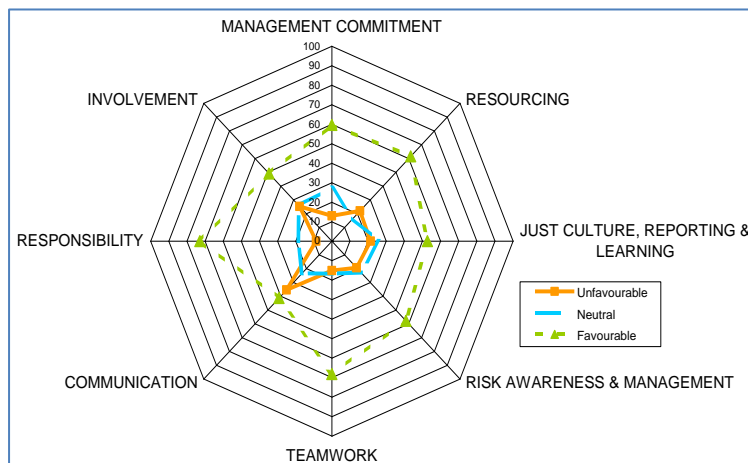 MANAGEMENT COMMITMENT
100
90
80
70
60
50
40
30
20
10
0
INVOLVEMENT
RESOURCING
RESPONSIBILITY
JUST CULTURE, REPORTING &
LEARNING
Unfavourable
Neutral
Favourable
COMMUNICATION
RISK AWARENESS & MANAGEMENT
TEAMWORK